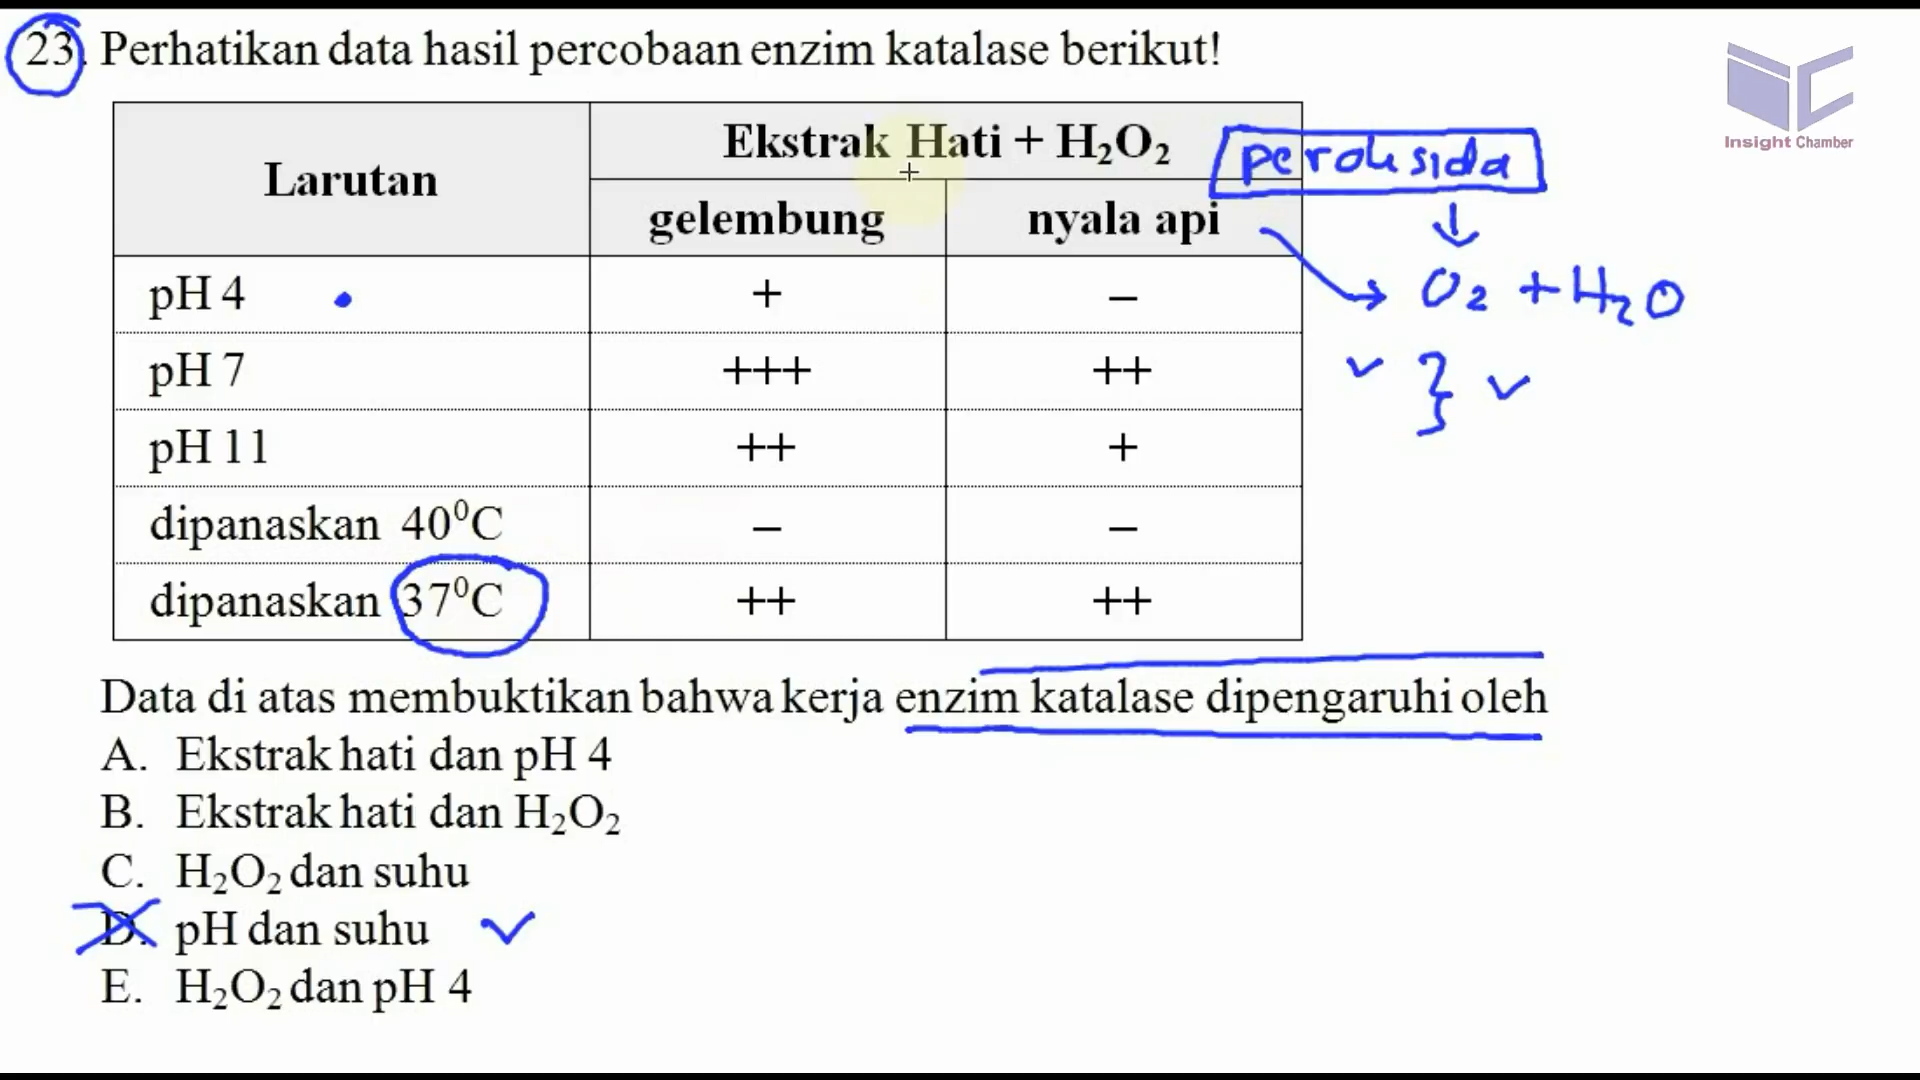 23. Perhatikan data hasil percobaan enzim katalase berikut!
Insight Chamber
Larutan
Ekstrak Hati + H₂O₂
peroksida
gelembung nyala api
↓
pH 4 + – → O₂ + H₂O
pH 7 +++ ++
pH 11 ++ +
dipanaskan 40⁰C – –
dipanaskan 37⁰C ++ ++
Data di atas membuktikan bahwa kerja enzim katalase dipengaruhi oleh
A. Ekstrak hati dan pH 4
B. Ekstrak hati dan H₂O₂
C. H₂O₂ dan suhu
D. pH dan suhu
E. H₂O₂ dan pH 4